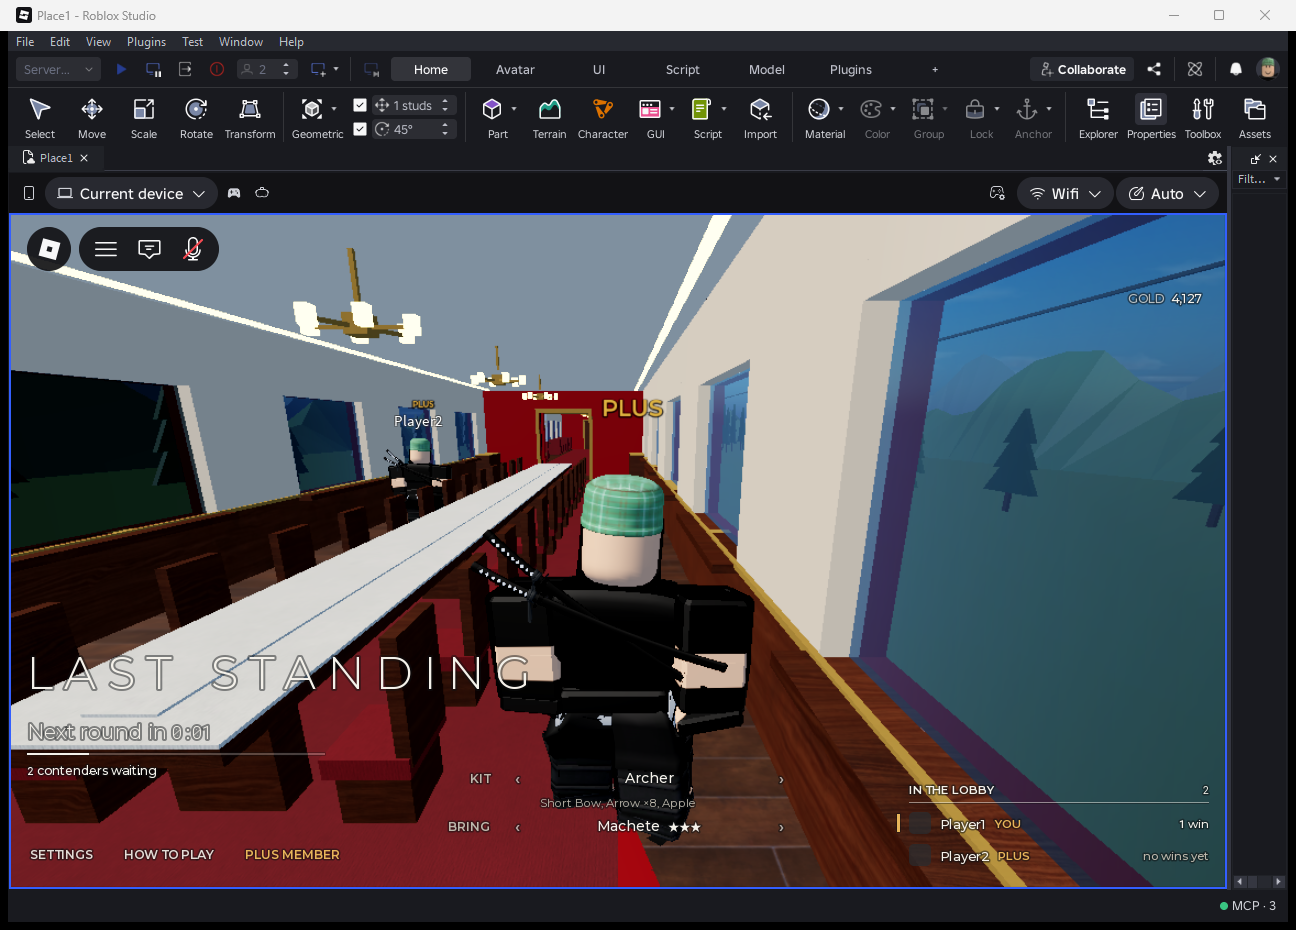 Place1 - Roblox Studio
File Edit View Plugins Test Window Help
Server... 2 Home Avatar UI Script Model Plugins + Collaborate
1 studs
45°
Select Move Scale Rotate Transform Geometric Part Terrain Character GUI Script Import Material Color Group Lock Anchor Explorer Properties Toolbox Assets
Place1
Filt...
Current device Wifi Auto
GOLD 4,127
PLUS
Player2
PLUS
LAST STANDING
Next round in 0:01
2 contenders waiting
KIT ‹ Archer ›
Short Bow, Arrow ×8, Apple
BRING ‹ Machete ★★★ ›
SETTINGS HOW TO PLAY PLUS MEMBER
IN THE LOBBY 2
Player1 YOU 1 win
Player2 PLUS no wins yet
MCP · 3